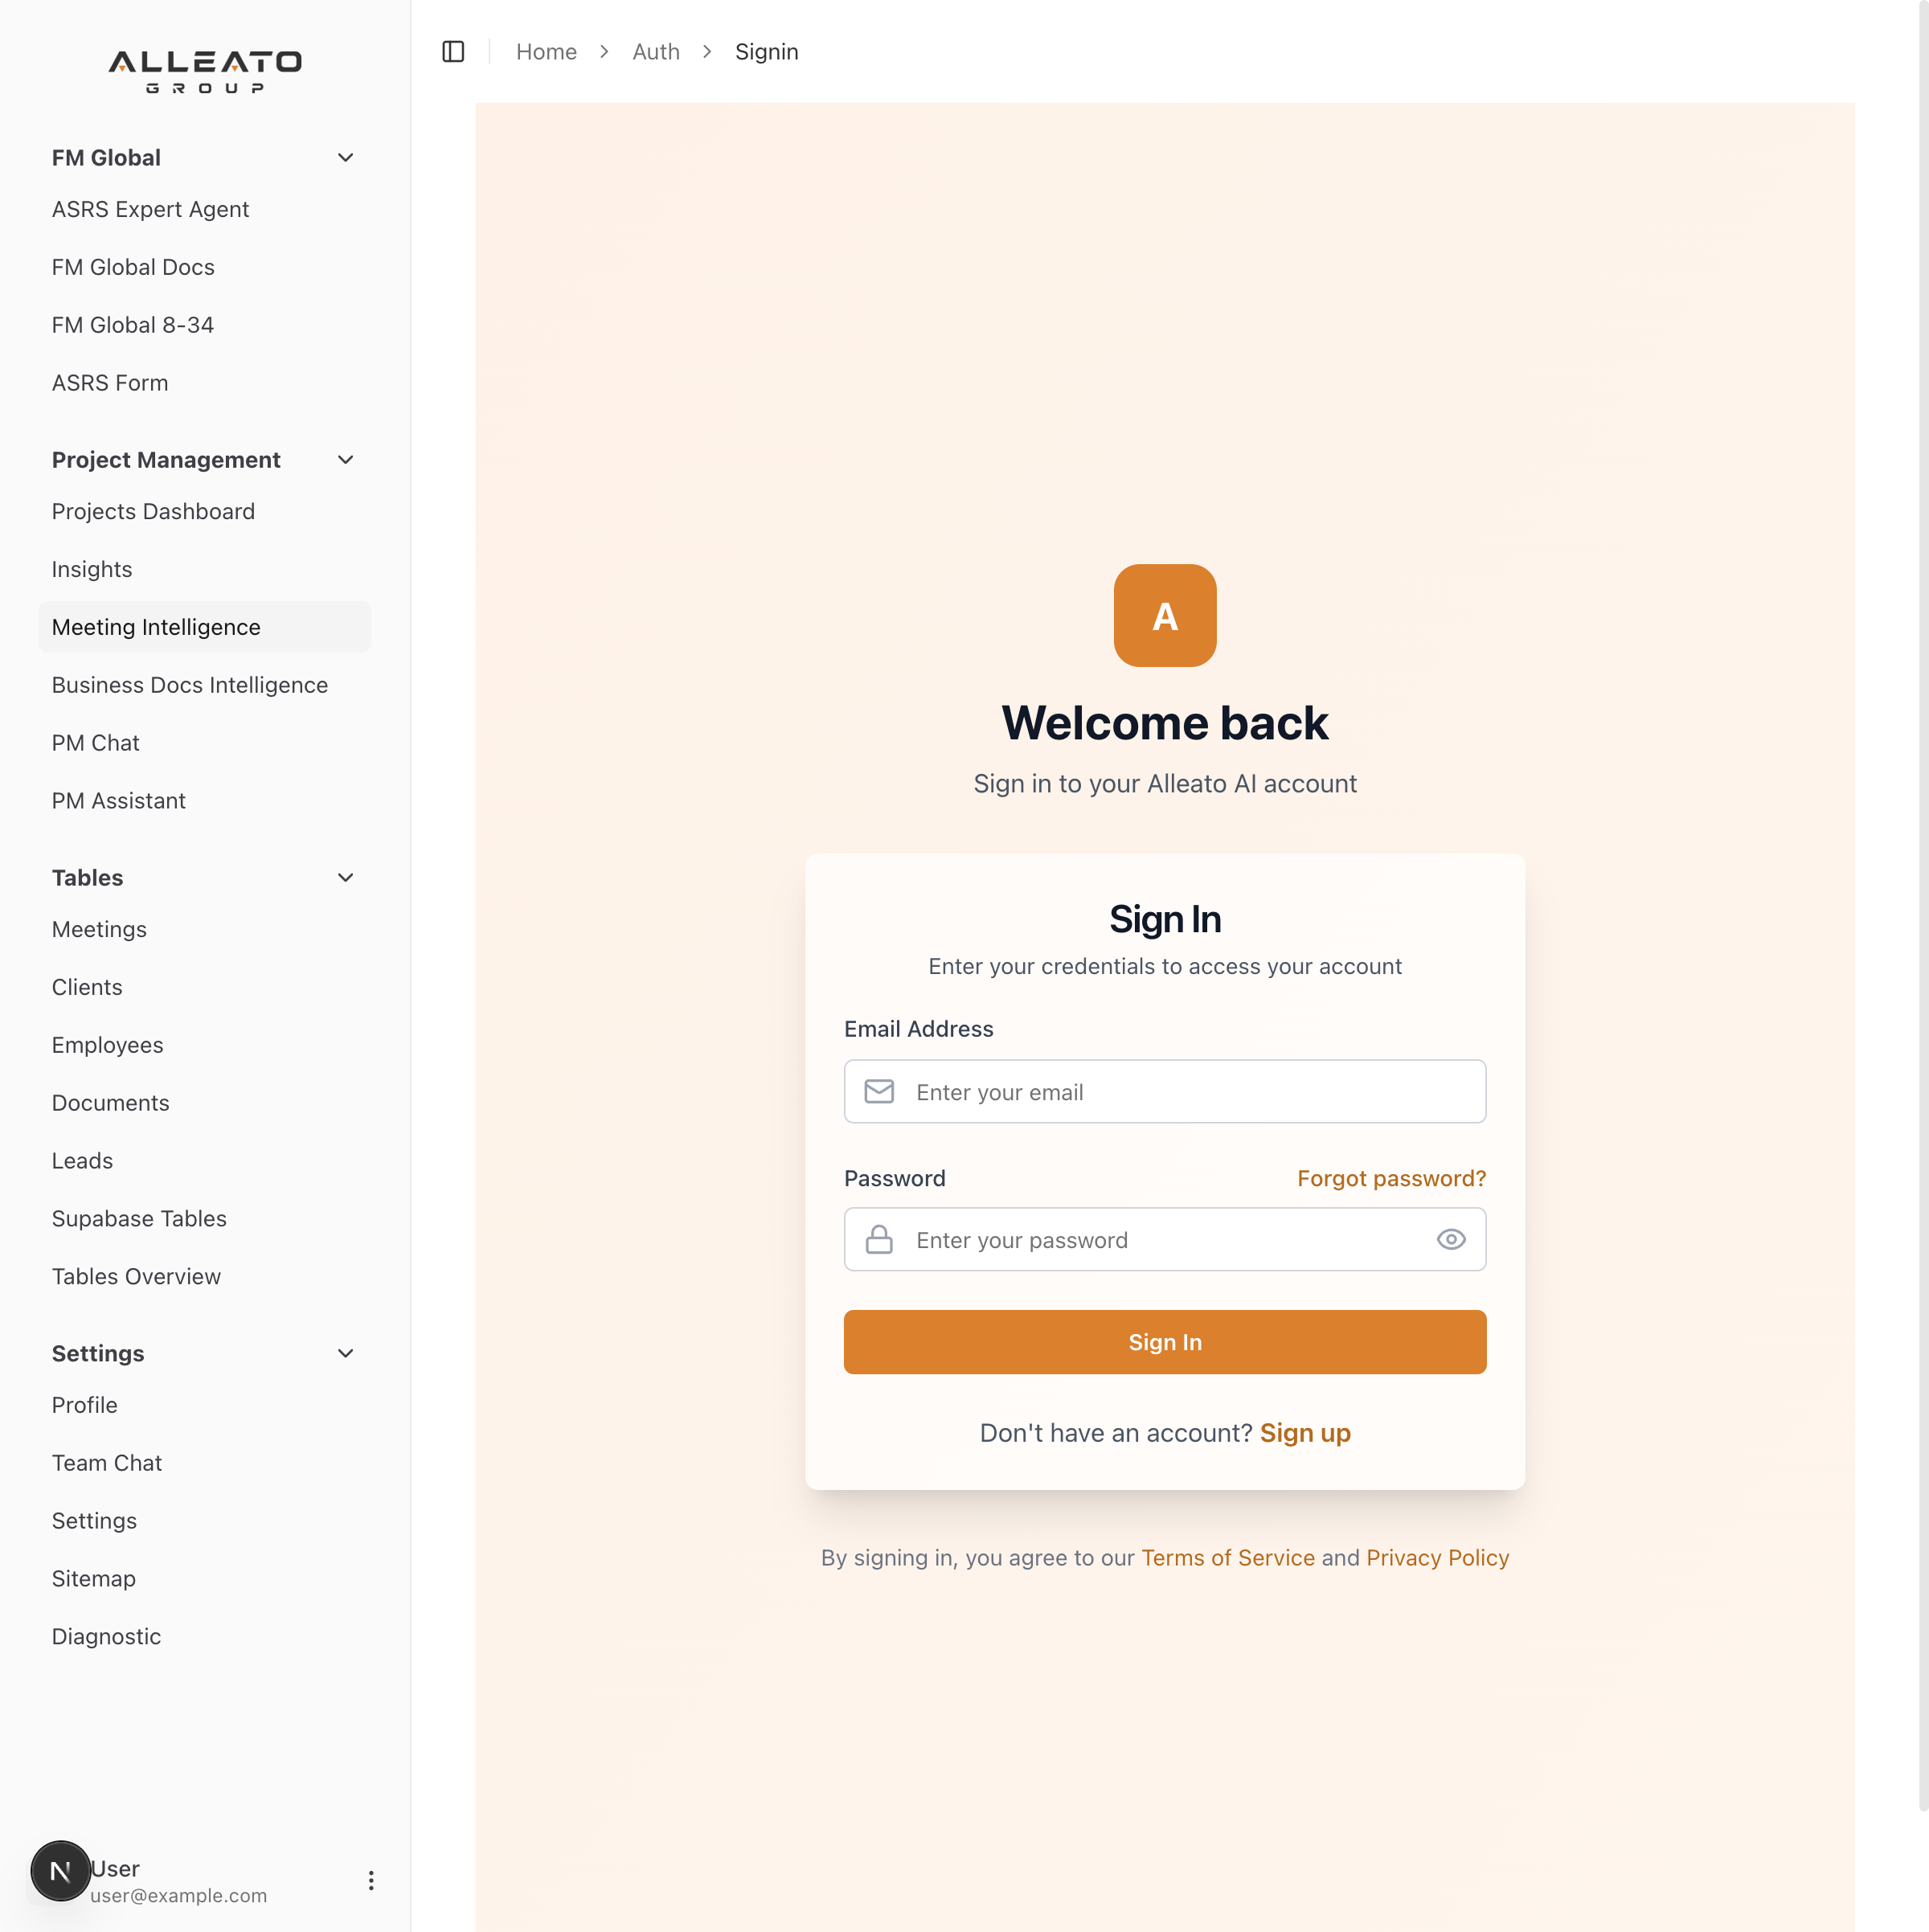 ALLEATO
GROUP
FM Global
ASRS Expert Agent
FM Global Docs
FM Global 8-34
ASRS Form
Project Management
Projects Dashboard
Insights
Meeting Intelligence
Business Docs Intelligence
PM Chat
PM Assistant
Tables
Meetings
Clients
Employees
Documents
Leads
Supabase Tables
Tables Overview
Settings
Profile
Team Chat
Settings
Sitemap
Diagnostic
N
User
user@example.com
Home > Auth > Signin
A
Welcome back
Sign in to your Alleato AI account
Sign In
Enter your credentials to access your account
Email Address
Enter your email
Password Forgot password?
Enter your password
Sign In
Don't have an account? Sign up
By signing in, you agree to our Terms of Service and Privacy Policy